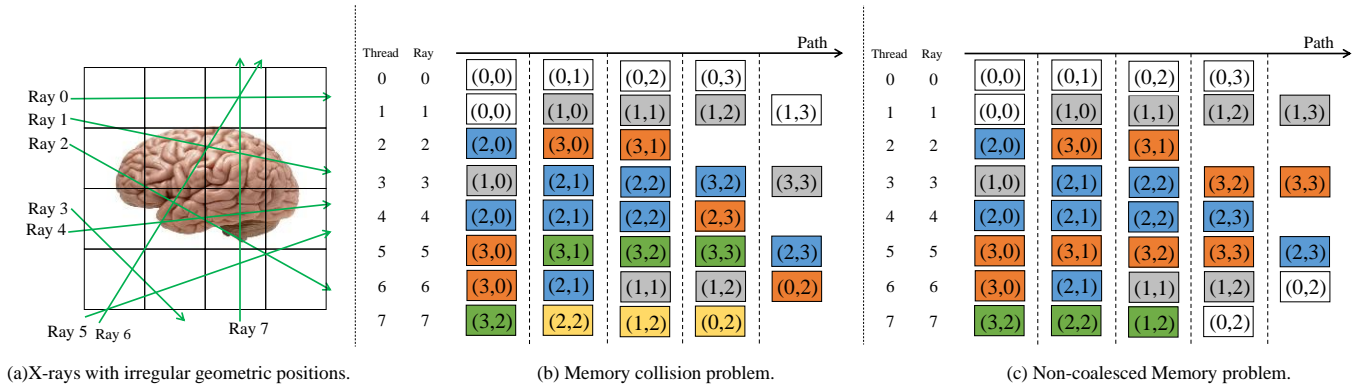 Ray 0
Ray 1
Ray 2
Ray 3
Ray 4
Ray 5 Ray 6 Ray 7
(a)X-rays with irregular geometric positions.
Thread Ray Path
0 0 (0,0) (0,1) (0,2) (0,3)
1 1 (0,0) (1,0) (1,1) (1,2) (1,3)
2 2 (2,0) (3,0) (3,1)
3 3 (1,0) (2,1) (2,2) (3,2) (3,3)
4 4 (2,0) (2,1) (2,2) (2,3)
5 5 (3,0) (3,1) (3,2) (3,3) (2,3)
6 6 (3,0) (2,1) (1,1) (1,2) (0,2)
7 7 (3,2) (2,2) (1,2) (0,2)
(b) Memory collision problem.
Thread Ray Path
0 0 (0,0) (0,1) (0,2) (0,3)
1 1 (0,0) (1,0) (1,1) (1,2) (1,3)
2 2 (2,0) (3,0) (3,1)
3 3 (1,0) (2,1) (2,2) (3,2) (3,3)
4 4 (2,0) (2,1) (2,2) (2,3)
5 5 (3,0) (3,1) (3,2) (3,3) (2,3)
6 6 (3,0) (2,1) (1,1) (1,2) (0,2)
7 7 (3,2) (2,2) (1,2) (0,2)
(c) Non-coalesced Memory problem.